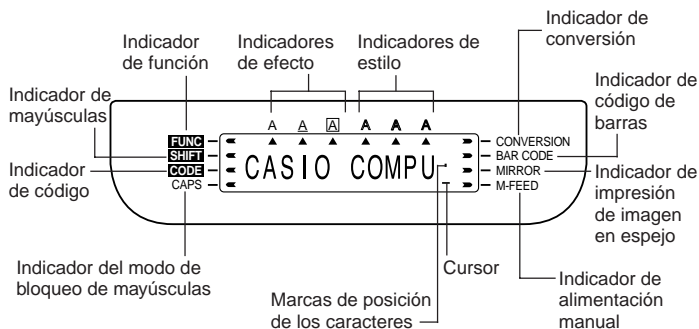 Indicador de
conversión
Indicador
de función
Indicadores
de efecto
Indicadores de
estilo
Indicador de
mayúsculas
Indicador de
código de
barras
A A A A A A
FUNC
CONVERSION
SHIFT
BAR CODE
CODE
MIRROR
CAPS
M-FEED
CASIO COMPU
Indicador
de código
Indicador de
impresión
de imagen
en espejo
Indicador del modo de
bloqueo de mayúsculas
Cursor
Marcas de posición
de los caracteres
Indicador de
alimentación
manual